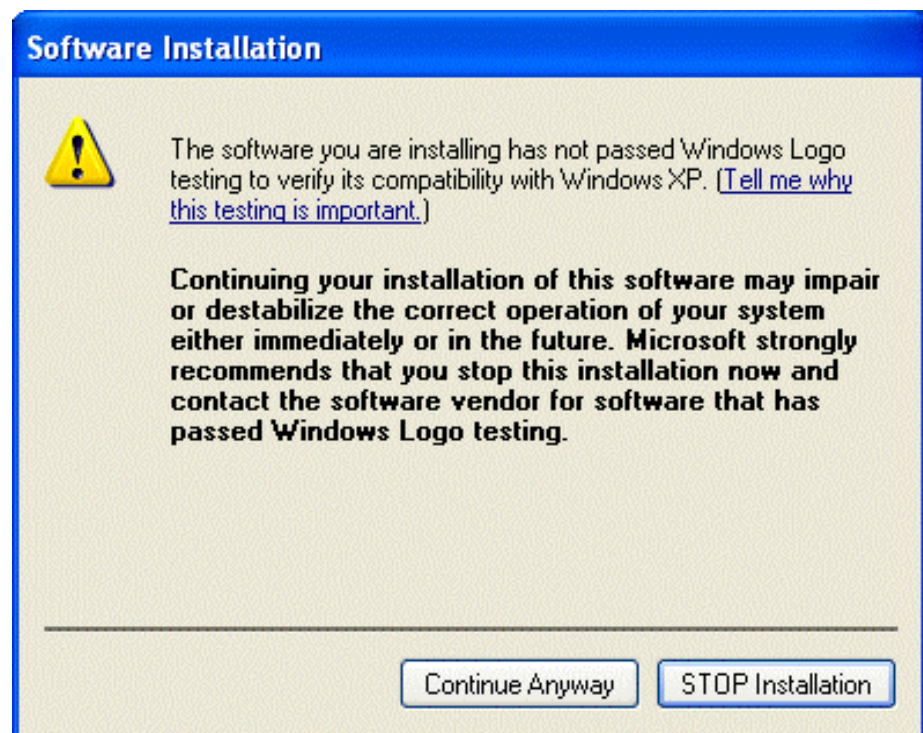 Software Installation
The software you are installing has not passed Windows Logo
testing to verify its compatibility with Windows XP. (Tell me why
this testing is important.)
Continuing your installation of this software may impair
or destabilize the correct operation of your system
either immediately or in the future. Microsoft strongly
recommends that you stop this installation now and
contact the software vendor for software that has
passed Windows Logo testing.
Continue Anyway
STOP Installation